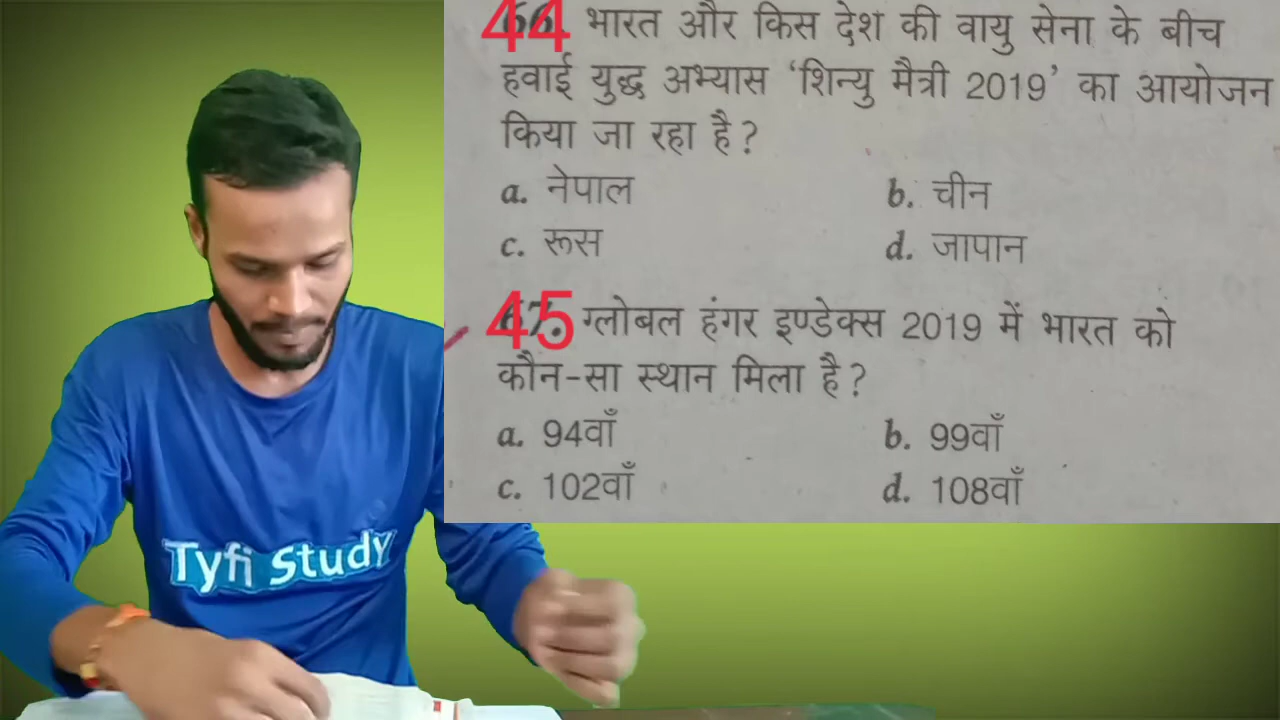 44 भारत और किस देश की वायु सेना के बीच
हवाई युद्ध अभ्यास ‘शिन्यु मैत्री 2019’ का आयोजन
किया जा रहा है?
a. नेपाल b. चीन
c. रूस d. जापान
45. ग्लोबल हंगर इण्डेक्स 2019 में भारत को
कौन-सा स्थान मिला है?
a. 94वाँ b. 99वाँ
c. 102वाँ d. 108वाँ
Tyfi Study